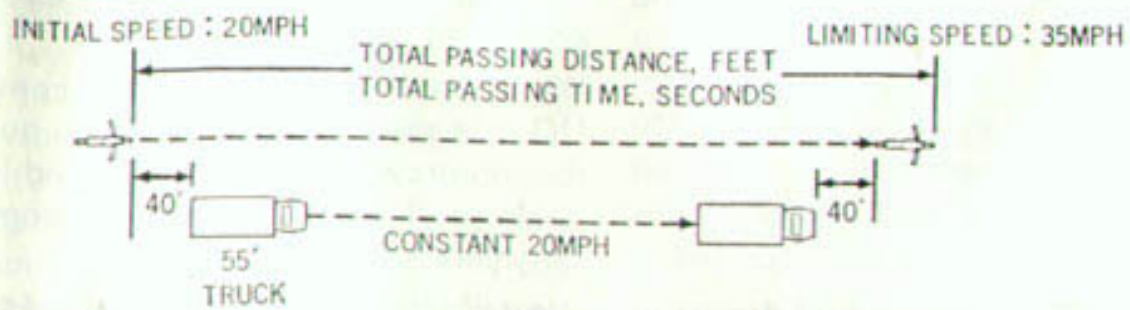 INITIAL SPEED : 20MPH
LIMITING SPEED : 35MPH
TOTAL PASSING DISTANCE, FEET
TOTAL PASSING TIME, SECONDS
40'
40'
CONSTANT 20MPH
55'
TRUCK